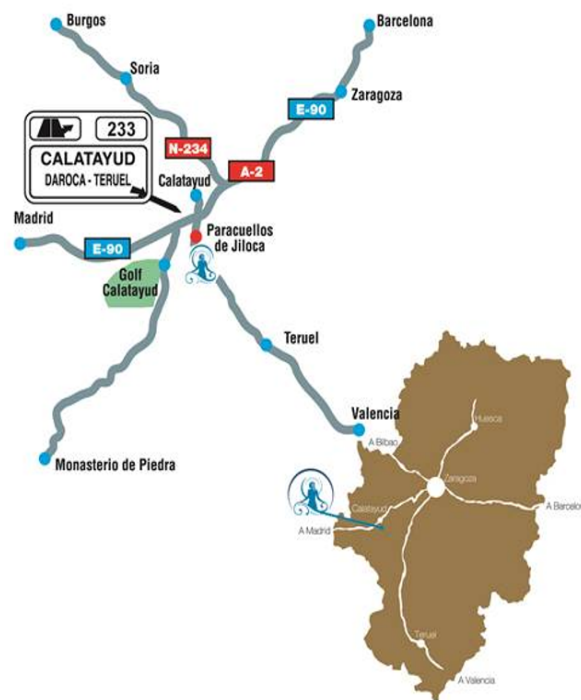 Burgos
Barcelona
Soria
E-90
Zaragoza
233
N-234
CALATAYUD
DAROCA - TERUEL
Calatayud
A-2
Madrid
E-90
Paracuellos
de Jiloca
Golf
Calatayud
Teruel
Valencia
Monasterio de Piedra
A Bilbao
Huesca
Zaragoza
Calatayud
A Madrid
A Barcelona
Teruel
A Valencia